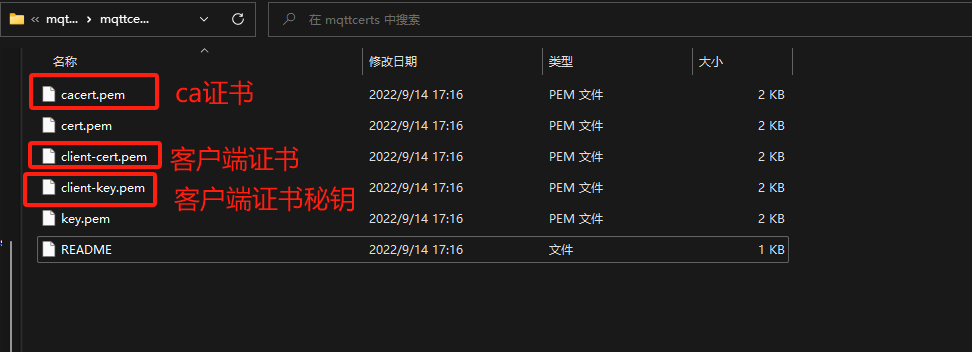 mqt... mqttce... 在 mqttcerts 中搜索
名称 修改日期 类型 大小
cacert.pem 2022/9/14 17:16 PEM 文件 2 KB
ca证书
cert.pem 2022/9/14 17:16 PEM 文件 2 KB
client-cert.pem 2022/9/14 17:16 PEM 文件 2 KB
客户端证书
client-key.pem 2022/9/14 17:16 PEM 文件 2 KB
客户端证书秘钥
key.pem 2022/9/14 17:16 PEM 文件 2 KB
README 2022/9/14 17:16 文件 1 KB